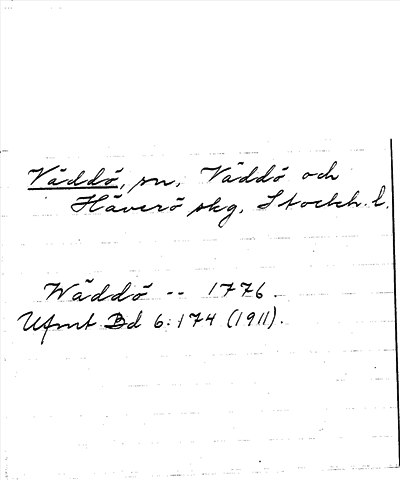 Väddö, sn, Väddö och
Häverö skg, Stockh. l.
Wäddö -- 1776.
Ufmt Bd 6:174 (1911).